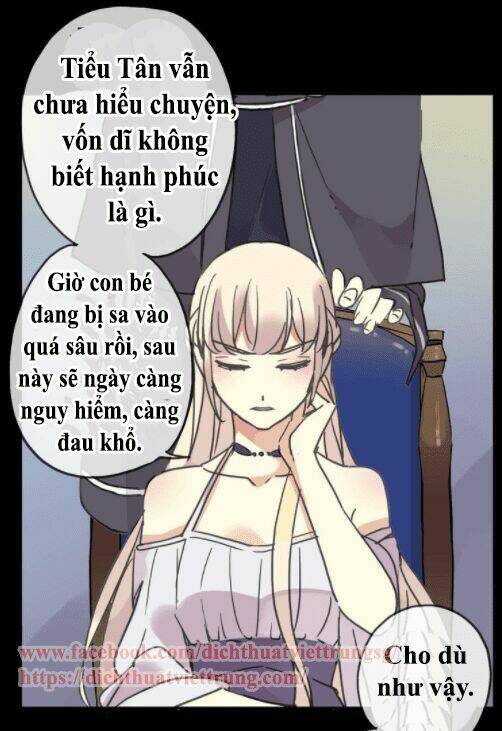 Tiểu Tân vẫn
chưa hiểu chuyện,
vốn dĩ không
biết hạnh phúc
là gì.
Giờ con bé
đang bị sa vào
quá sâu rồi, sau
này sẽ ngày càng
nguy hiểm, càng
đau khổ.
Cho dù
như vậy.
www.facebook.com/dichthuatviettrungsg/
https://dichthuatviettrung.com/